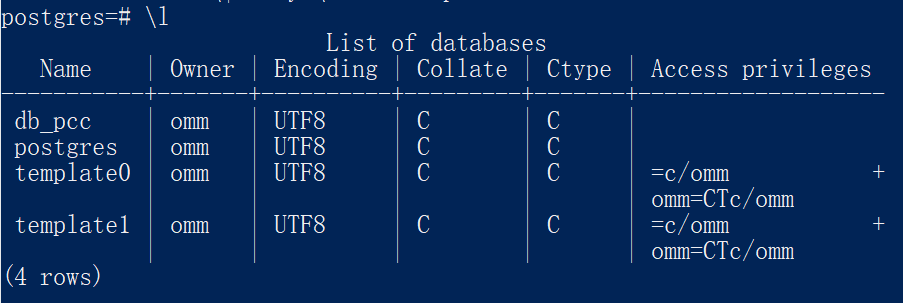 postgres=# \l
List of databases
Name | Owner | Encoding | Collate | Ctype | Access privileges
-----------+-------+----------+---------+-------+-------------------
db_pcc | omm | UTF8 | C | C |
postgres | omm | UTF8 | C | C |
template0 | omm | UTF8 | C | C | =c/omm +
| | | | | omm=CTc/omm
template1 | omm | UTF8 | C | C | =c/omm +
| | | | | omm=CTc/omm
(4 rows)